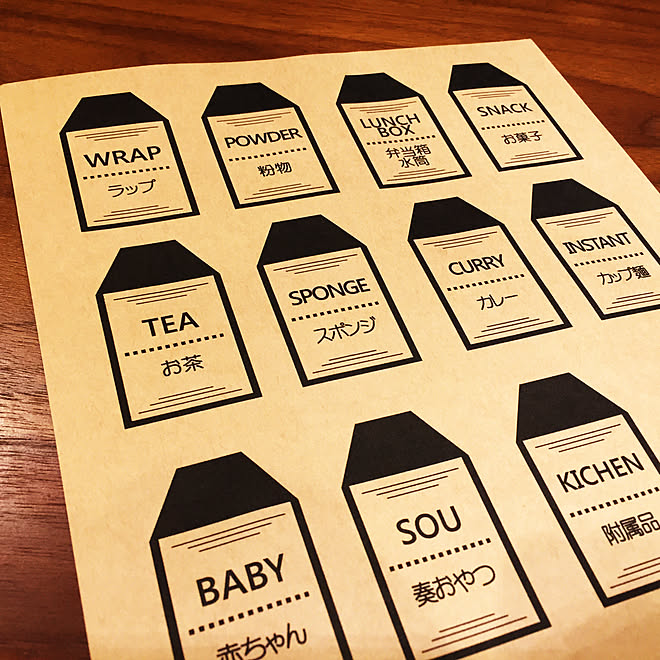 WRAP
ラップ
POWDER
粉物
LUNCH
BOX
弁当箱
水筒
SNACK
お菓子
TEA
お茶
SPONGE
スポンジ
CURRY
カレー
INSTANT
カップ麺
BABY
赤ちゃん
SOU
奏おやつ
KICHEN
附属品